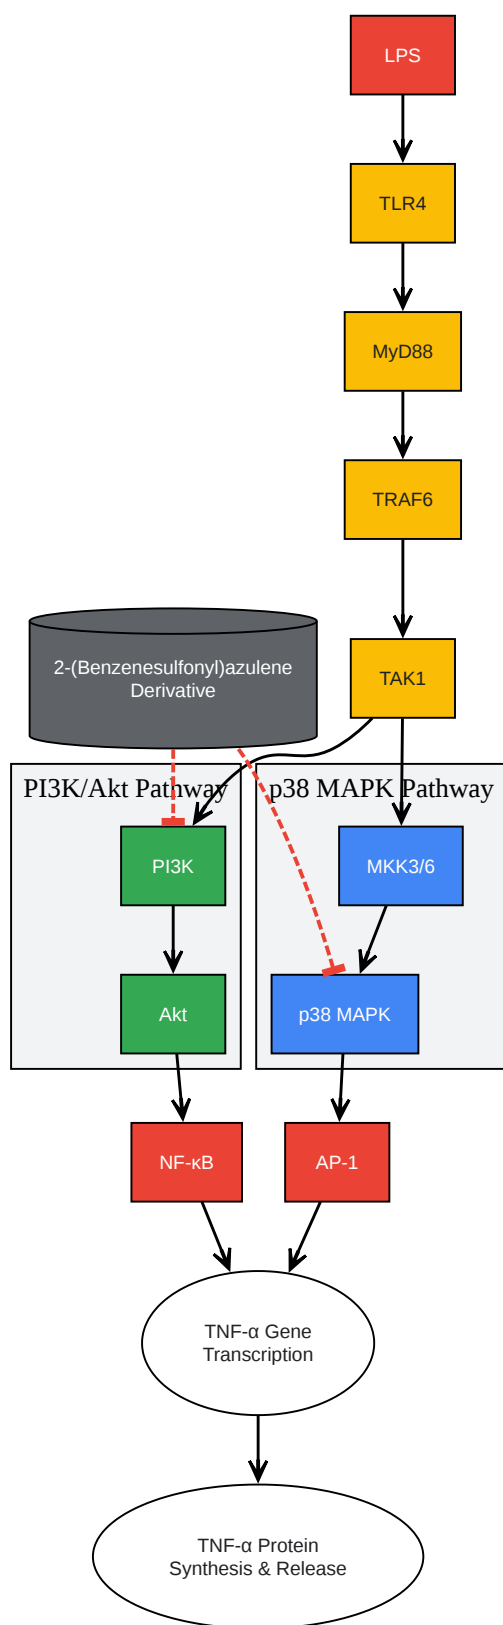 LPS
TLR4
MyD88
TRAF6
2-(Benzenesulfonyl)azulene
Derivative
TAK1
PI3K/Akt Pathway
p38 MAPK Pathway
PI3K
MKK3/6
Akt
p38 MAPK
NF-κB
AP-1
TNF-α Gene
Transcription
TNF-α Protein
Synthesis & Release